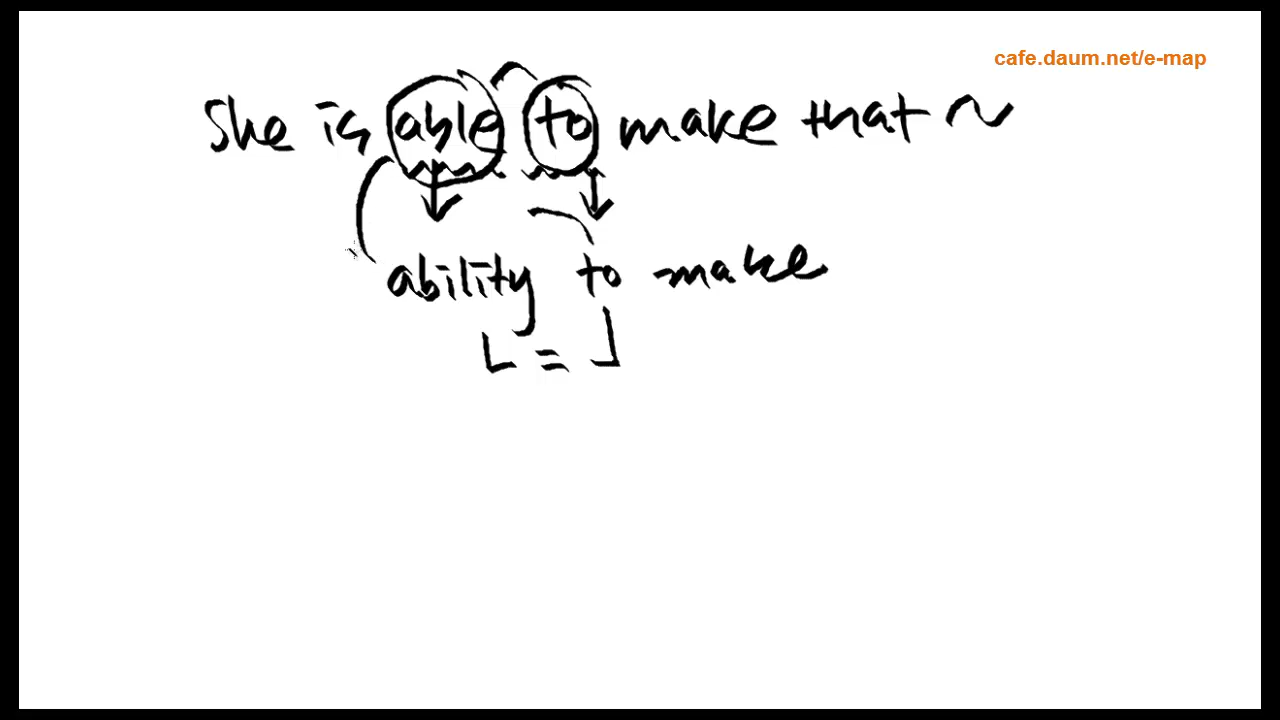 cafe.daum.net/e-map
She is able to make that ~
ability to make
=